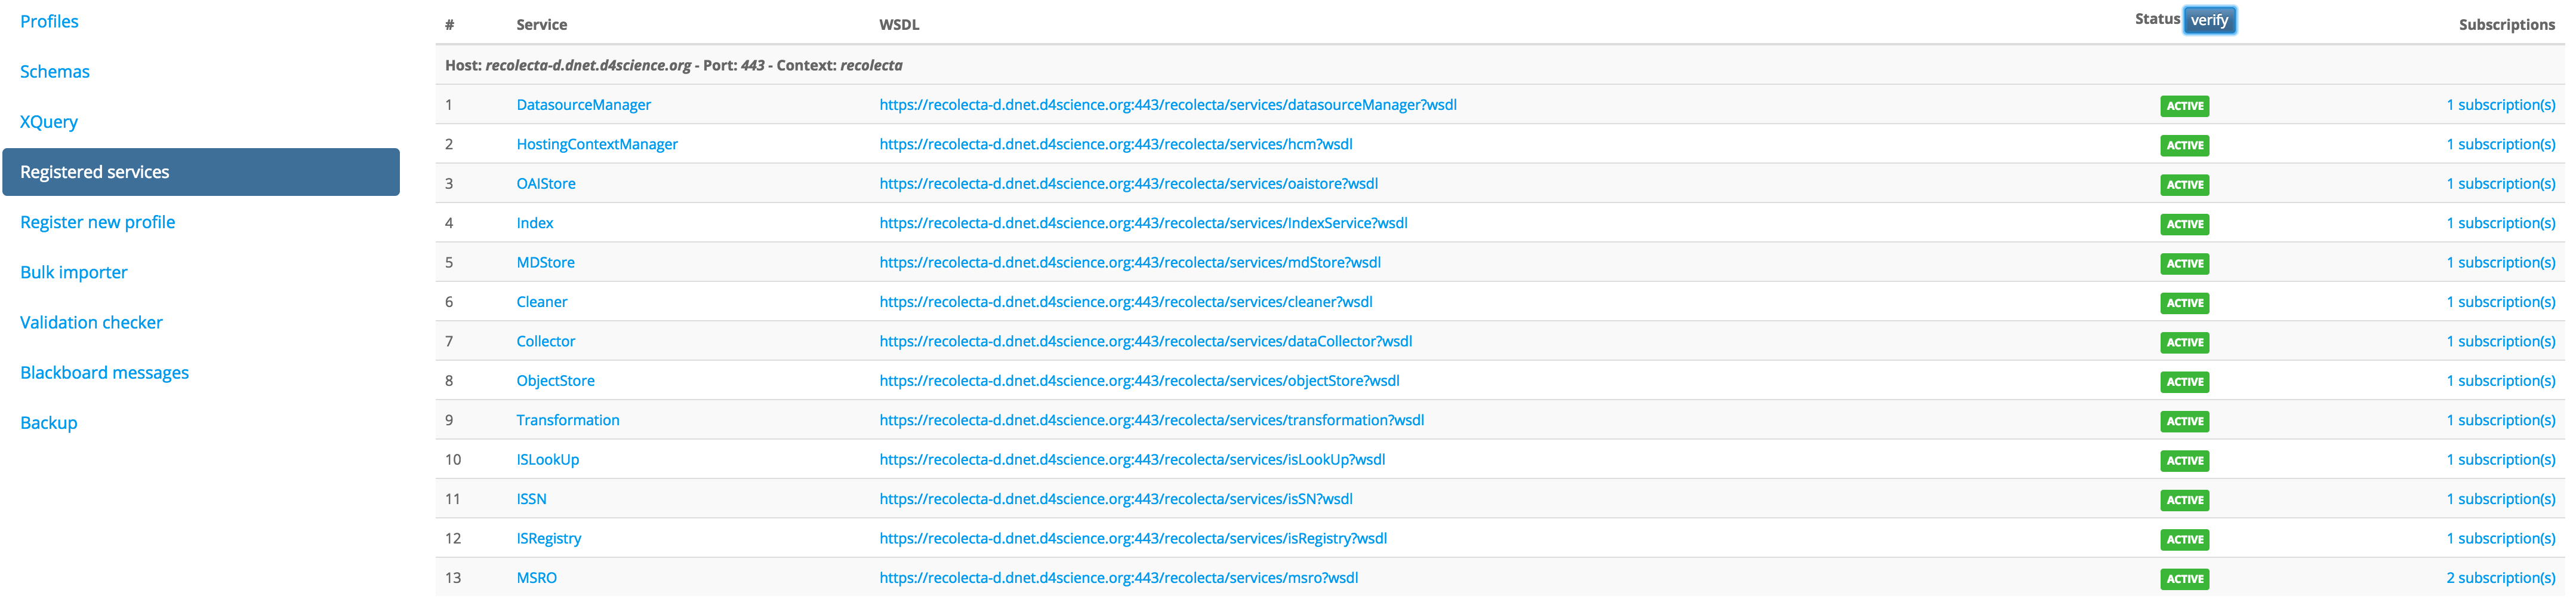 Profiles
Schemas
XQuery
Registered services
Register new profile
Bulk importer
Validation checker
Blackboard messages
Backup
# Service WSDL Status verify Subscriptions
Host: recolecta-d.dnet.d4science.org - Port: 443 - Context: recolecta
1 DatasourceManager https://recolecta-d.dnet.d4science.org:443/recolecta/services/datasourceManager?wsdl ACTIVE 1 subscription(s)
2 HostingContextManager https://recolecta-d.dnet.d4science.org:443/recolecta/services/hcm?wsdl ACTIVE 1 subscription(s)
3 OAIStore https://recolecta-d.dnet.d4science.org:443/recolecta/services/oaistore?wsdl ACTIVE 1 subscription(s)
4 Index https://recolecta-d.dnet.d4science.org:443/recolecta/services/IndexService?wsdl ACTIVE 1 subscription(s)
5 MDStore https://recolecta-d.dnet.d4science.org:443/recolecta/services/mdStore?wsdl ACTIVE 1 subscription(s)
6 Cleaner https://recolecta-d.dnet.d4science.org:443/recolecta/services/cleaner?wsdl ACTIVE 1 subscription(s)
7 Collector https://recolecta-d.dnet.d4science.org:443/recolecta/services/dataCollector?wsdl ACTIVE 1 subscription(s)
8 ObjectStore https://recolecta-d.dnet.d4science.org:443/recolecta/services/objectStore?wsdl ACTIVE 1 subscription(s)
9 Transformation https://recolecta-d.dnet.d4science.org:443/recolecta/services/transformation?wsdl ACTIVE 1 subscription(s)
10 ISLookUp https://recolecta-d.dnet.d4science.org:443/recolecta/services/isLookUp?wsdl ACTIVE 1 subscription(s)
11 ISSN https://recolecta-d.dnet.d4science.org:443/recolecta/services/isSN?wsdl ACTIVE 1 subscription(s)
12 ISRegistry https://recolecta-d.dnet.d4science.org:443/recolecta/services/isRegistry?wsdl ACTIVE 1 subscription(s)
13 MSRO https://recolecta-d.dnet.d4science.org:443/recolecta/services/msro?wsdl ACTIVE 2 subscription(s)